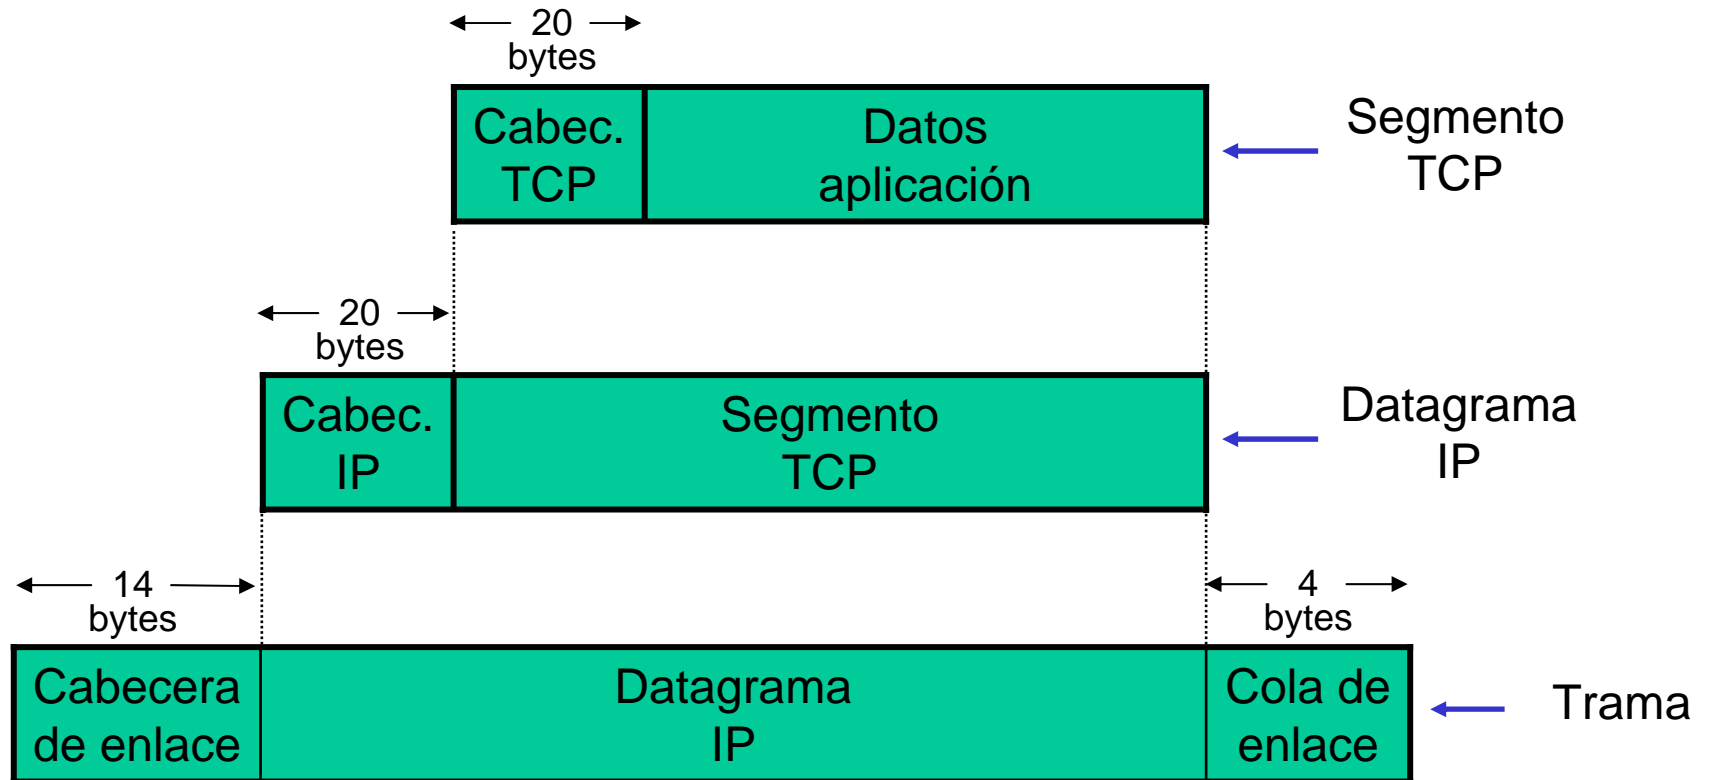 20
bytes
Cabec.
TCP
Datos
aplicación
Segmento
TCP
20
bytes
Cabec.
IP
Segmento
TCP
Datagrama
IP
14
bytes
4
bytes
Cabecera
de enlace
Datagrama
IP
Cola de
enlace
Trama